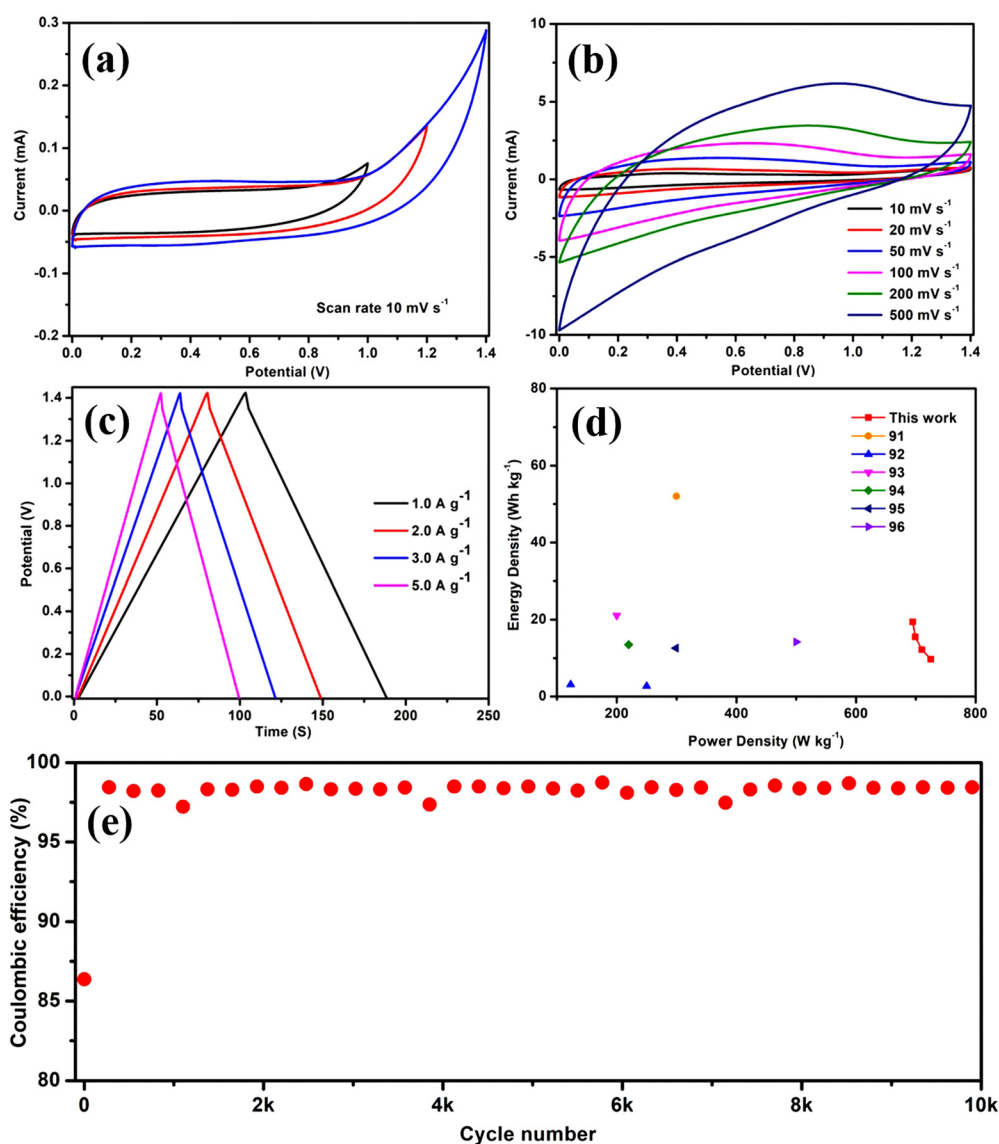 (a)
0.3
0.2
0.1
0.0
-0.1
-0.2
Current (mA)
0.0 0.2 0.4 0.6 0.8 1.0 1.2 1.4
Potential (V)
Scan rate 10 mV s⁻¹
(b)
10
5
0
-5
-10
Current (mA)
0.0 0.2 0.4 0.6 0.8 1.0 1.2 1.4
Potential (V)
10 mV s⁻¹
20 mV s⁻¹
50 mV s⁻¹
100 mV s⁻¹
200 mV s⁻¹
500 mV s⁻¹
(c)
1.4
1.2
1.0
0.8
0.6
0.4
0.2
0.0
Potential (V)
0 50 100 150 200 250
Time (S)
1.0 A g⁻¹
2.0 A g⁻¹
3.0 A g⁻¹
5.0 A g⁻¹
(d)
80
60
40
20
0
Energy Density (Wh kg⁻¹)
200 400 600 800
Power Density (W kg⁻¹)
This work
91
92
93
94
95
96
(e)
100
95
90
85
80
Coulombic efficiency (%)
0 2k 4k 6k 8k 10k
Cycle number